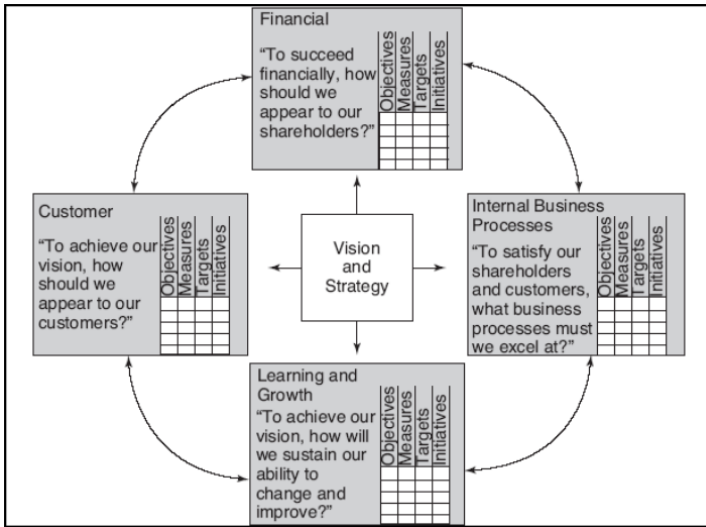 Financial
“To succeed
financially, how
should we
appear to our
shareholders?”
Objectives
Measures
Targets
Initiatives
Customer
“To achieve our
vision, how
should we
appear to our
customers?”
Objectives
Measures
Targets
Initiatives
Vision
and
Strategy
Internal Business
Processes
“To satisfy our
shareholders
and customers,
what business
processes must
we excel at?”
Objectives
Measures
Targets
Initiatives
Learning and
Growth
“To achieve our
vision, how will
we sustain our
ability to
change and
improve?”
Objectives
Measures
Targets
Initiatives